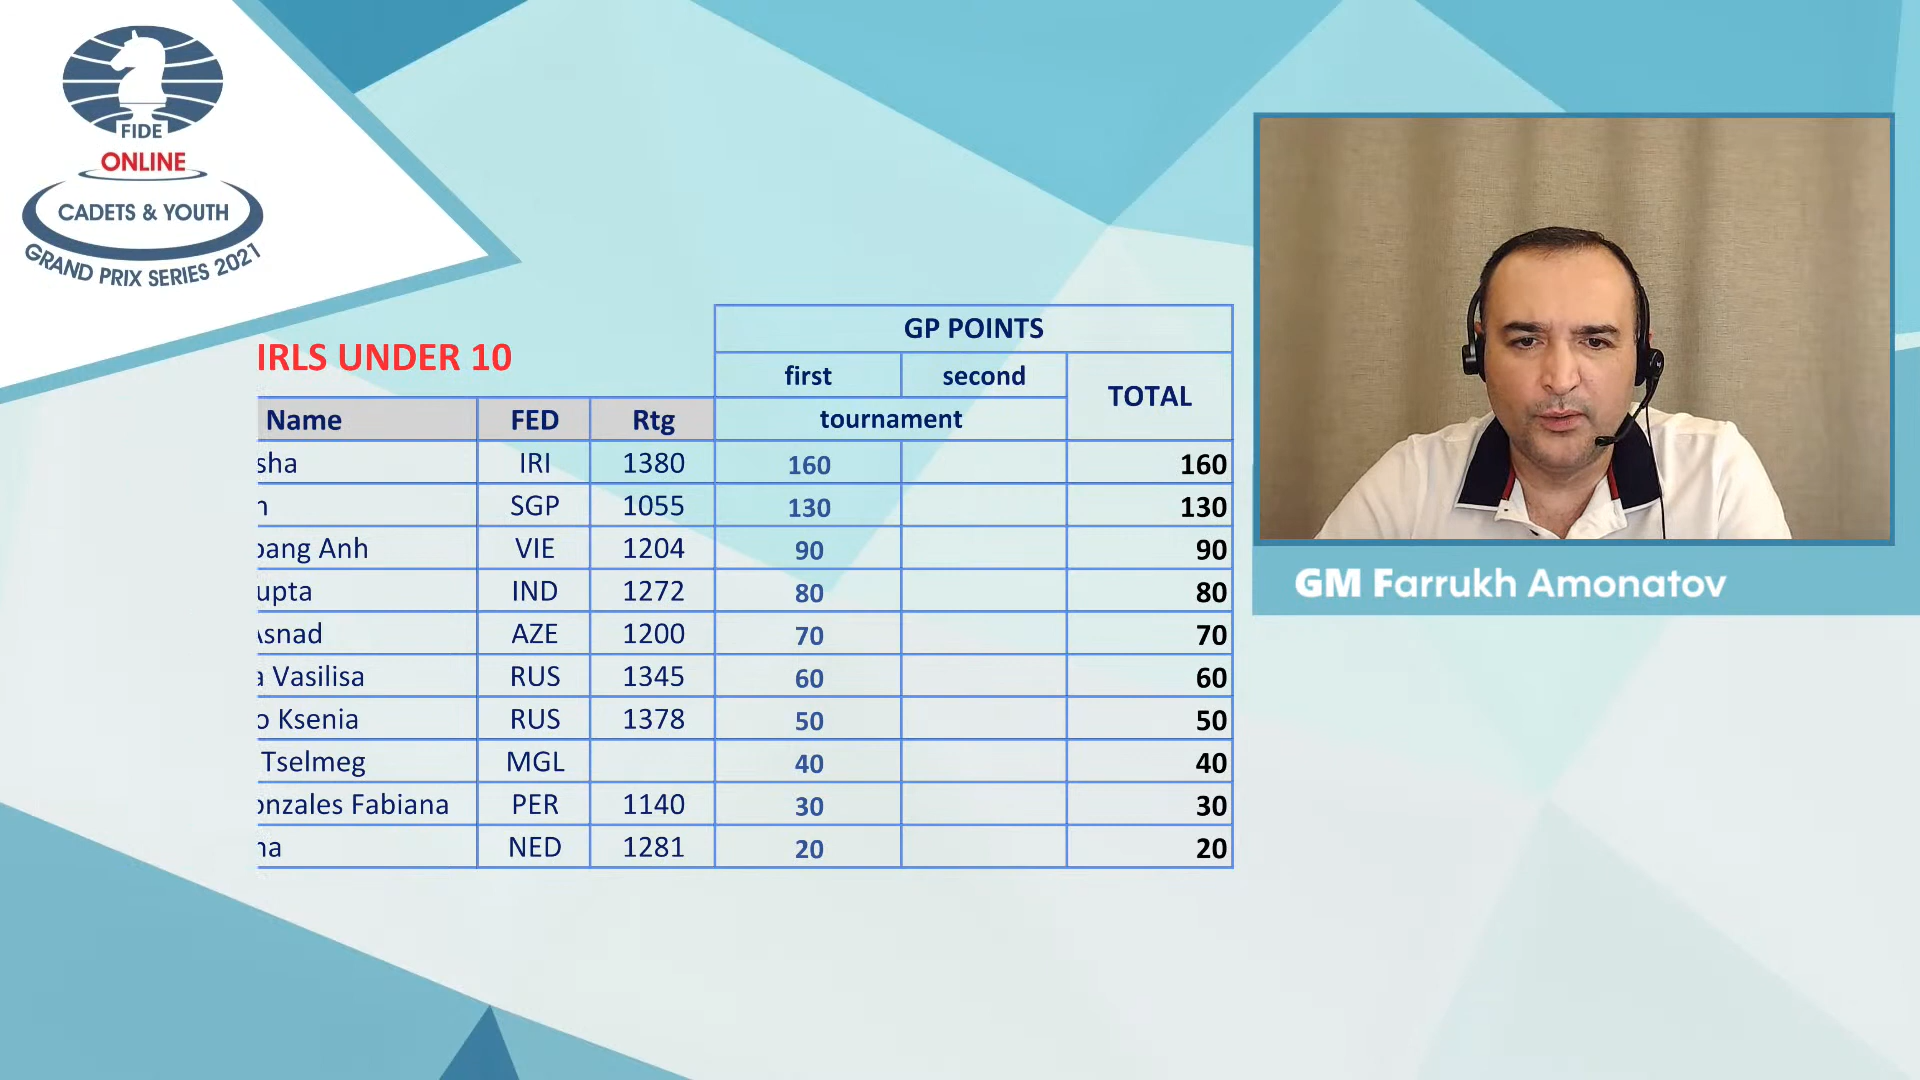 FIDE
ONLINE
CADETS & YOUTH
GRAND PRIX SERIES 2021
IRLS UNDER 10
GP POINTS
first second TOTAL
Name FED Rtg tournament
sha IRI 1380 160 160
SGP 1055 130 130
oang Anh VIE 1204 90 90
upta IND 1272 80 80
Asnad AZE 1200 70 70
a Vasilisa RUS 1345 60 60
o Ksenia RUS 1378 50 50
Tselmeg MGL 40 40
onzales Fabiana PER 1140 30 30
na NED 1281 20 20
GM Farrukh Amonatov